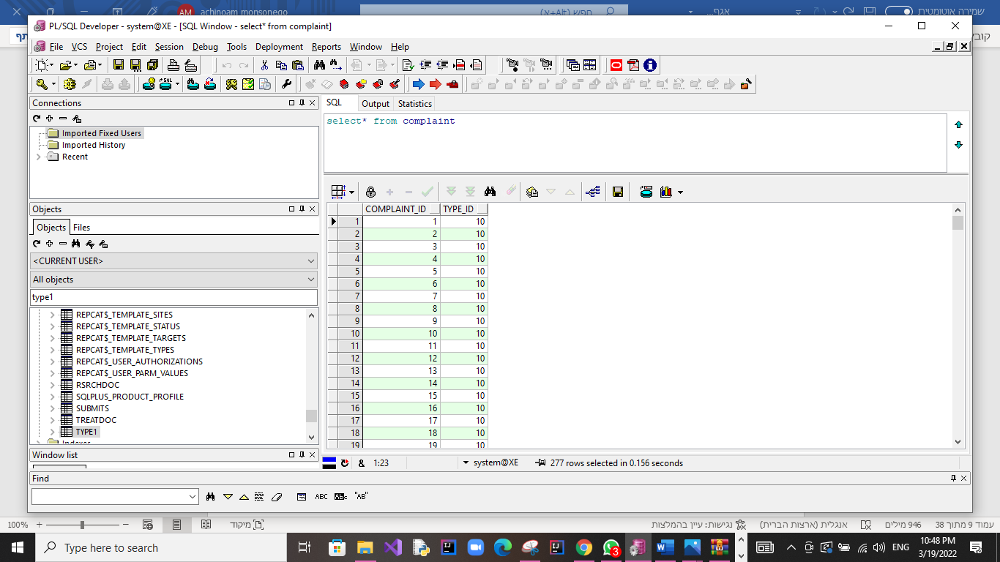 שמירה אוטומטית
אגף...
חפש (Alt+א)
achinoam monsonego
AM
PL/SQL Developer - system@XE - [SQL Window - select* from complaint]
File VCS Project Edit Session Debug Tools Deployment Reports Window Help
Connections
Imported Fixed Users
Imported History
Recent
Objects
Objects Files
<CURRENT USER>
All objects
type1
REPCAT$_TEMPLATE_SITES
REPCAT$_TEMPLATE_STATUS
REPCAT$_TEMPLATE_TARGETS
REPCAT$_TEMPLATE_TYPES
REPCAT$_USER_AUTHORIZATIONS
REPCAT$_USER_PARM_VALUES
RSRCHDOC
SQLPLUS_PRODUCT_PROFILE
SUBMITS
TREATDOC
TYPE1
Indexes
Window list
SQL Output Statistics
select* from complaint
COMPLAINT_ID TYPE_ID
1 1 10
2 2 10
3 3 10
4 4 10
5 5 10
6 6 10
7 7 10
8 8 10
9 9 10
10 10 10
11 11 10
12 12 10
13 13 10
14 14 10
15 15 10
16 16 10
17 17 10
18 18 10
19 19 10
& 1:23 system@XE 277 rows selected in 0.156 seconds
Find
ABC "AB"
עמוד 9 מתוך 38 946 מילים אנגלית (ארצות הברית) נגישות: עיין בהמלצות מיקוד 100%
Type here to search
3
ENG
10:48 PM
3/19/2022